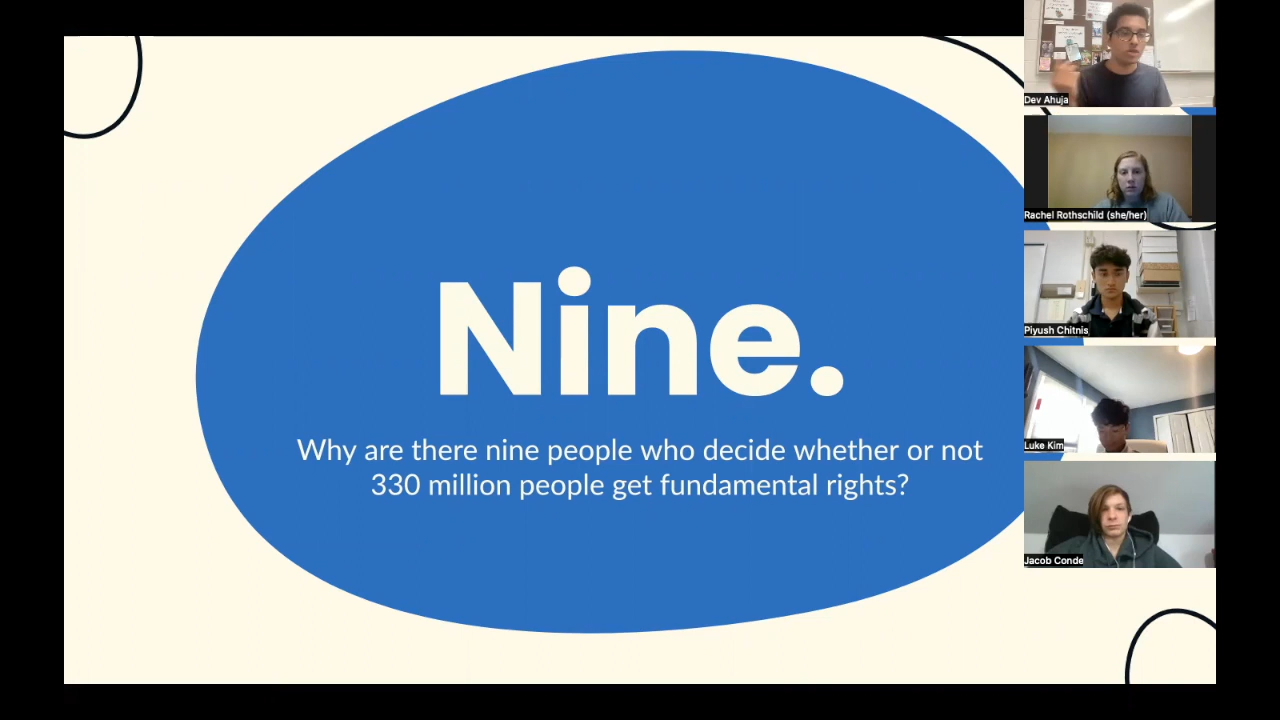 Nine.
Why are there nine people who decide whether or not
330 million people get fundamental rights?
Dev Ahuja
Rachel Rothschild (she/her)
Piyush Chitnis
Luke Kim
Jacob Conde